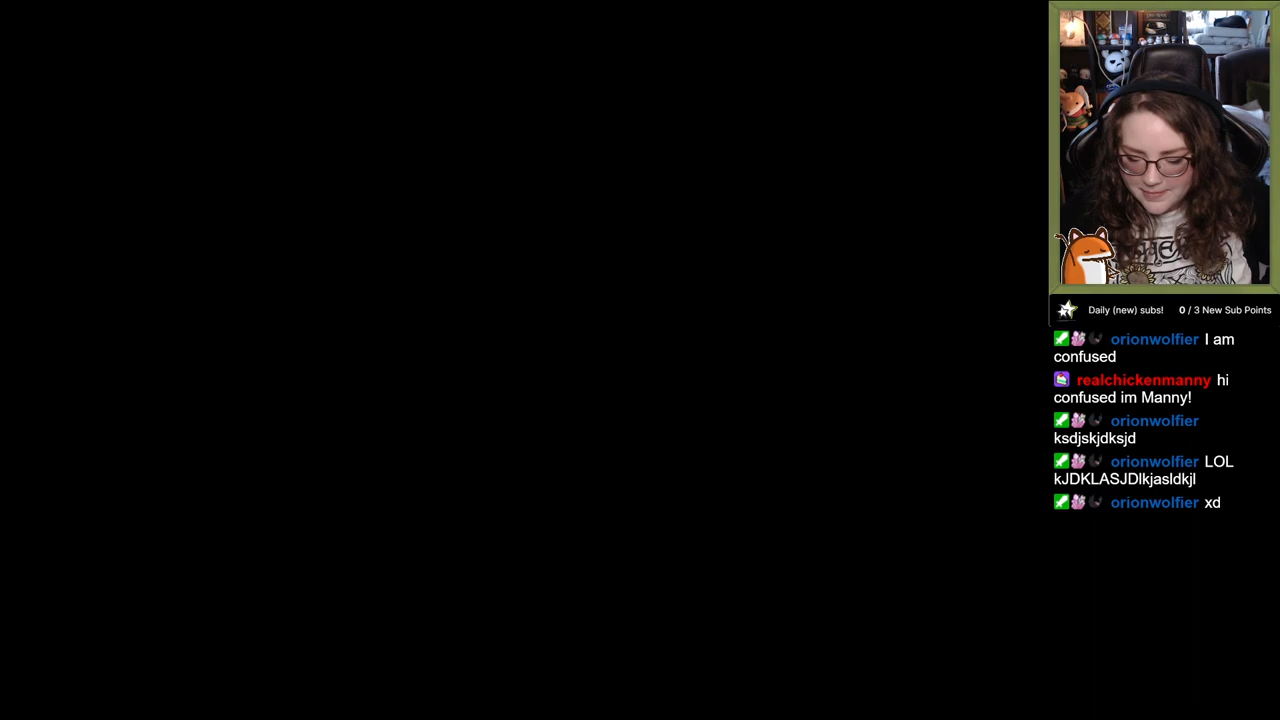 Daily (new) subs! 0 / 3 New Sub Points
orionwolfier I am
confused
realchickenmanny hi
confused im Manny!
orionwolfier
ksdjskjdksjd
orionwolfier LOL
kJDKLASJDlkjasldkjl
orionwolfier xd